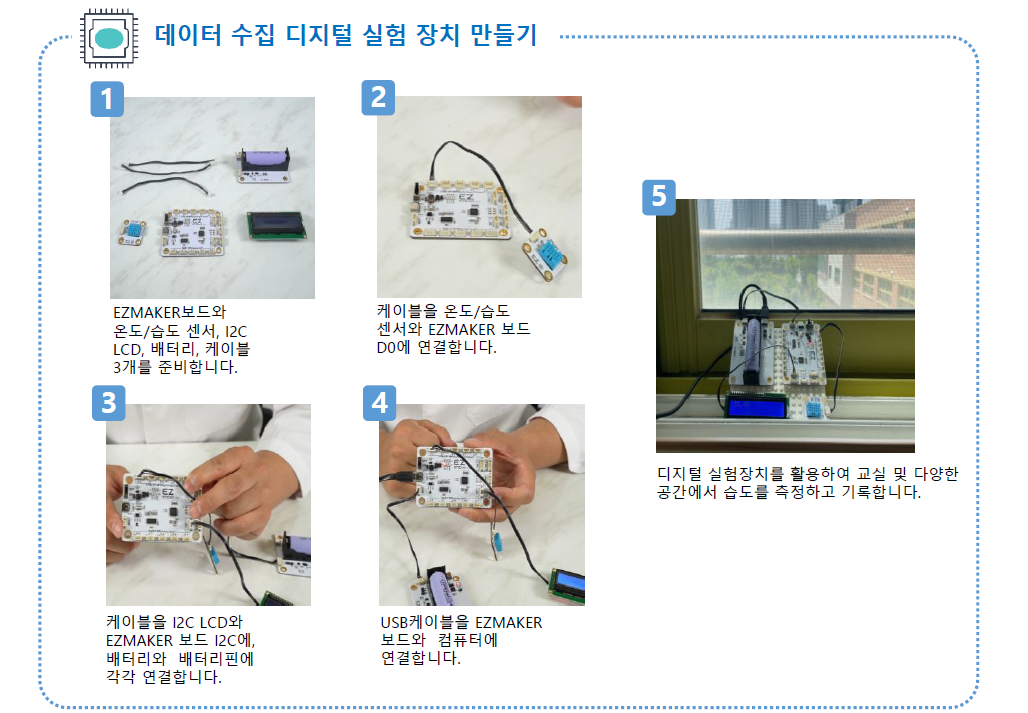 데이터 수집 디지털 실험 장치 만들기
1
EZMAKER보드와
온도/습도 센서, I2C
LCD, 배터리, 케이블
3개를 준비합니다.
2
케이블을 온도/습도
센서와 EZMAKER 보드
D0에 연결합니다.
3
케이블을 I2C LCD와
EZMAKER 보드 I2C에,
배터리와 배터리핀에
각각 연결합니다.
4
USB케이블을 EZMAKER
보드와 컴퓨터에
연결합니다.
5
디지털 실험장치를 활용하여 교실 및 다양한
공간에서 습도를 측정하고 기록합니다.
EZ
EZ
EZ
EZ